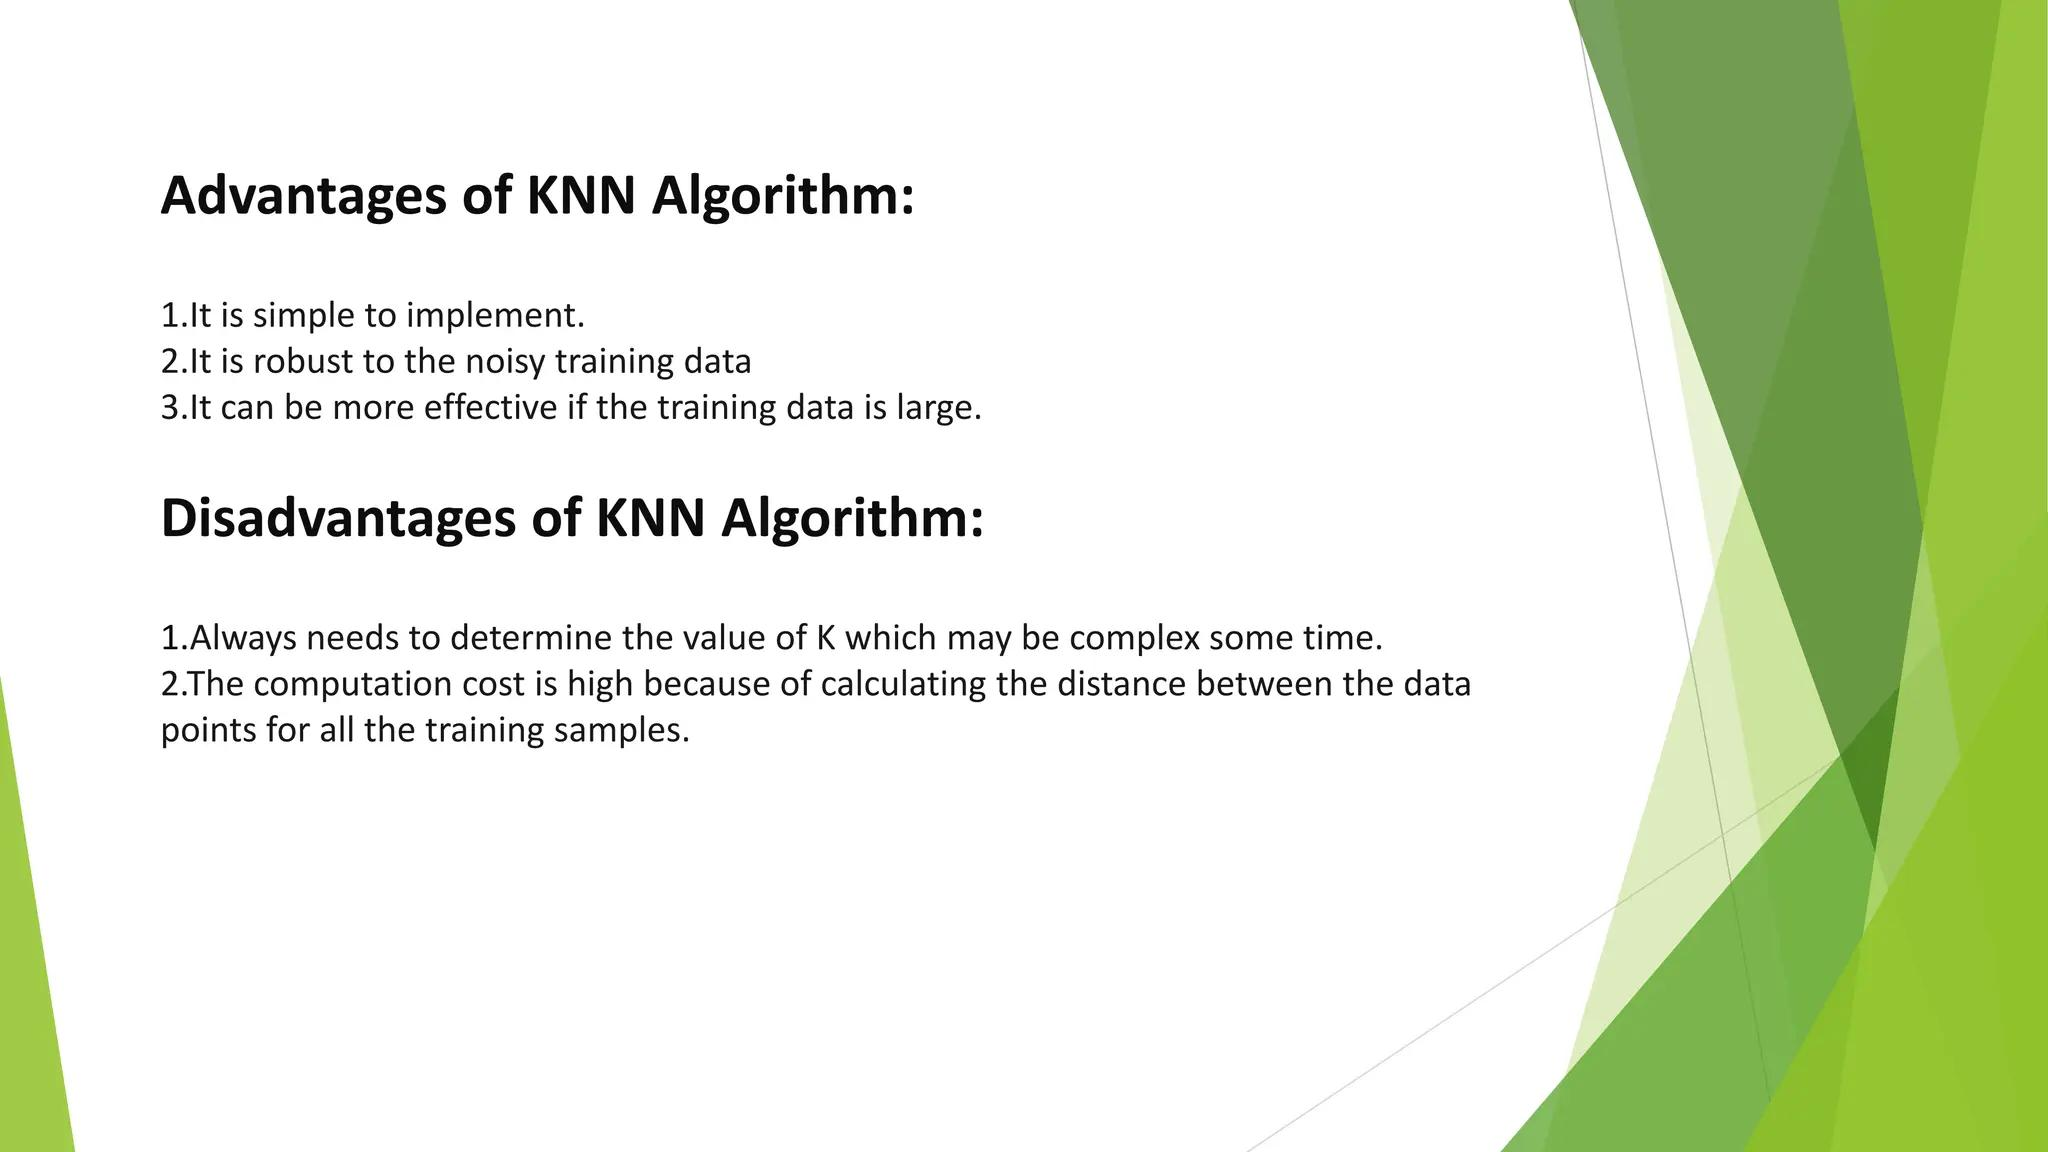 Advantages of KNN Algorithm:
1.It is simple to implement.
2.It is robust to the noisy training data
3.It can be more effective if the training data is large.
Disadvantages of KNN Algorithm:
1.Always needs to determine the value of K which may be complex some time.
2.The computation cost is high because of calculating the distance between the data
points for all the training samples.